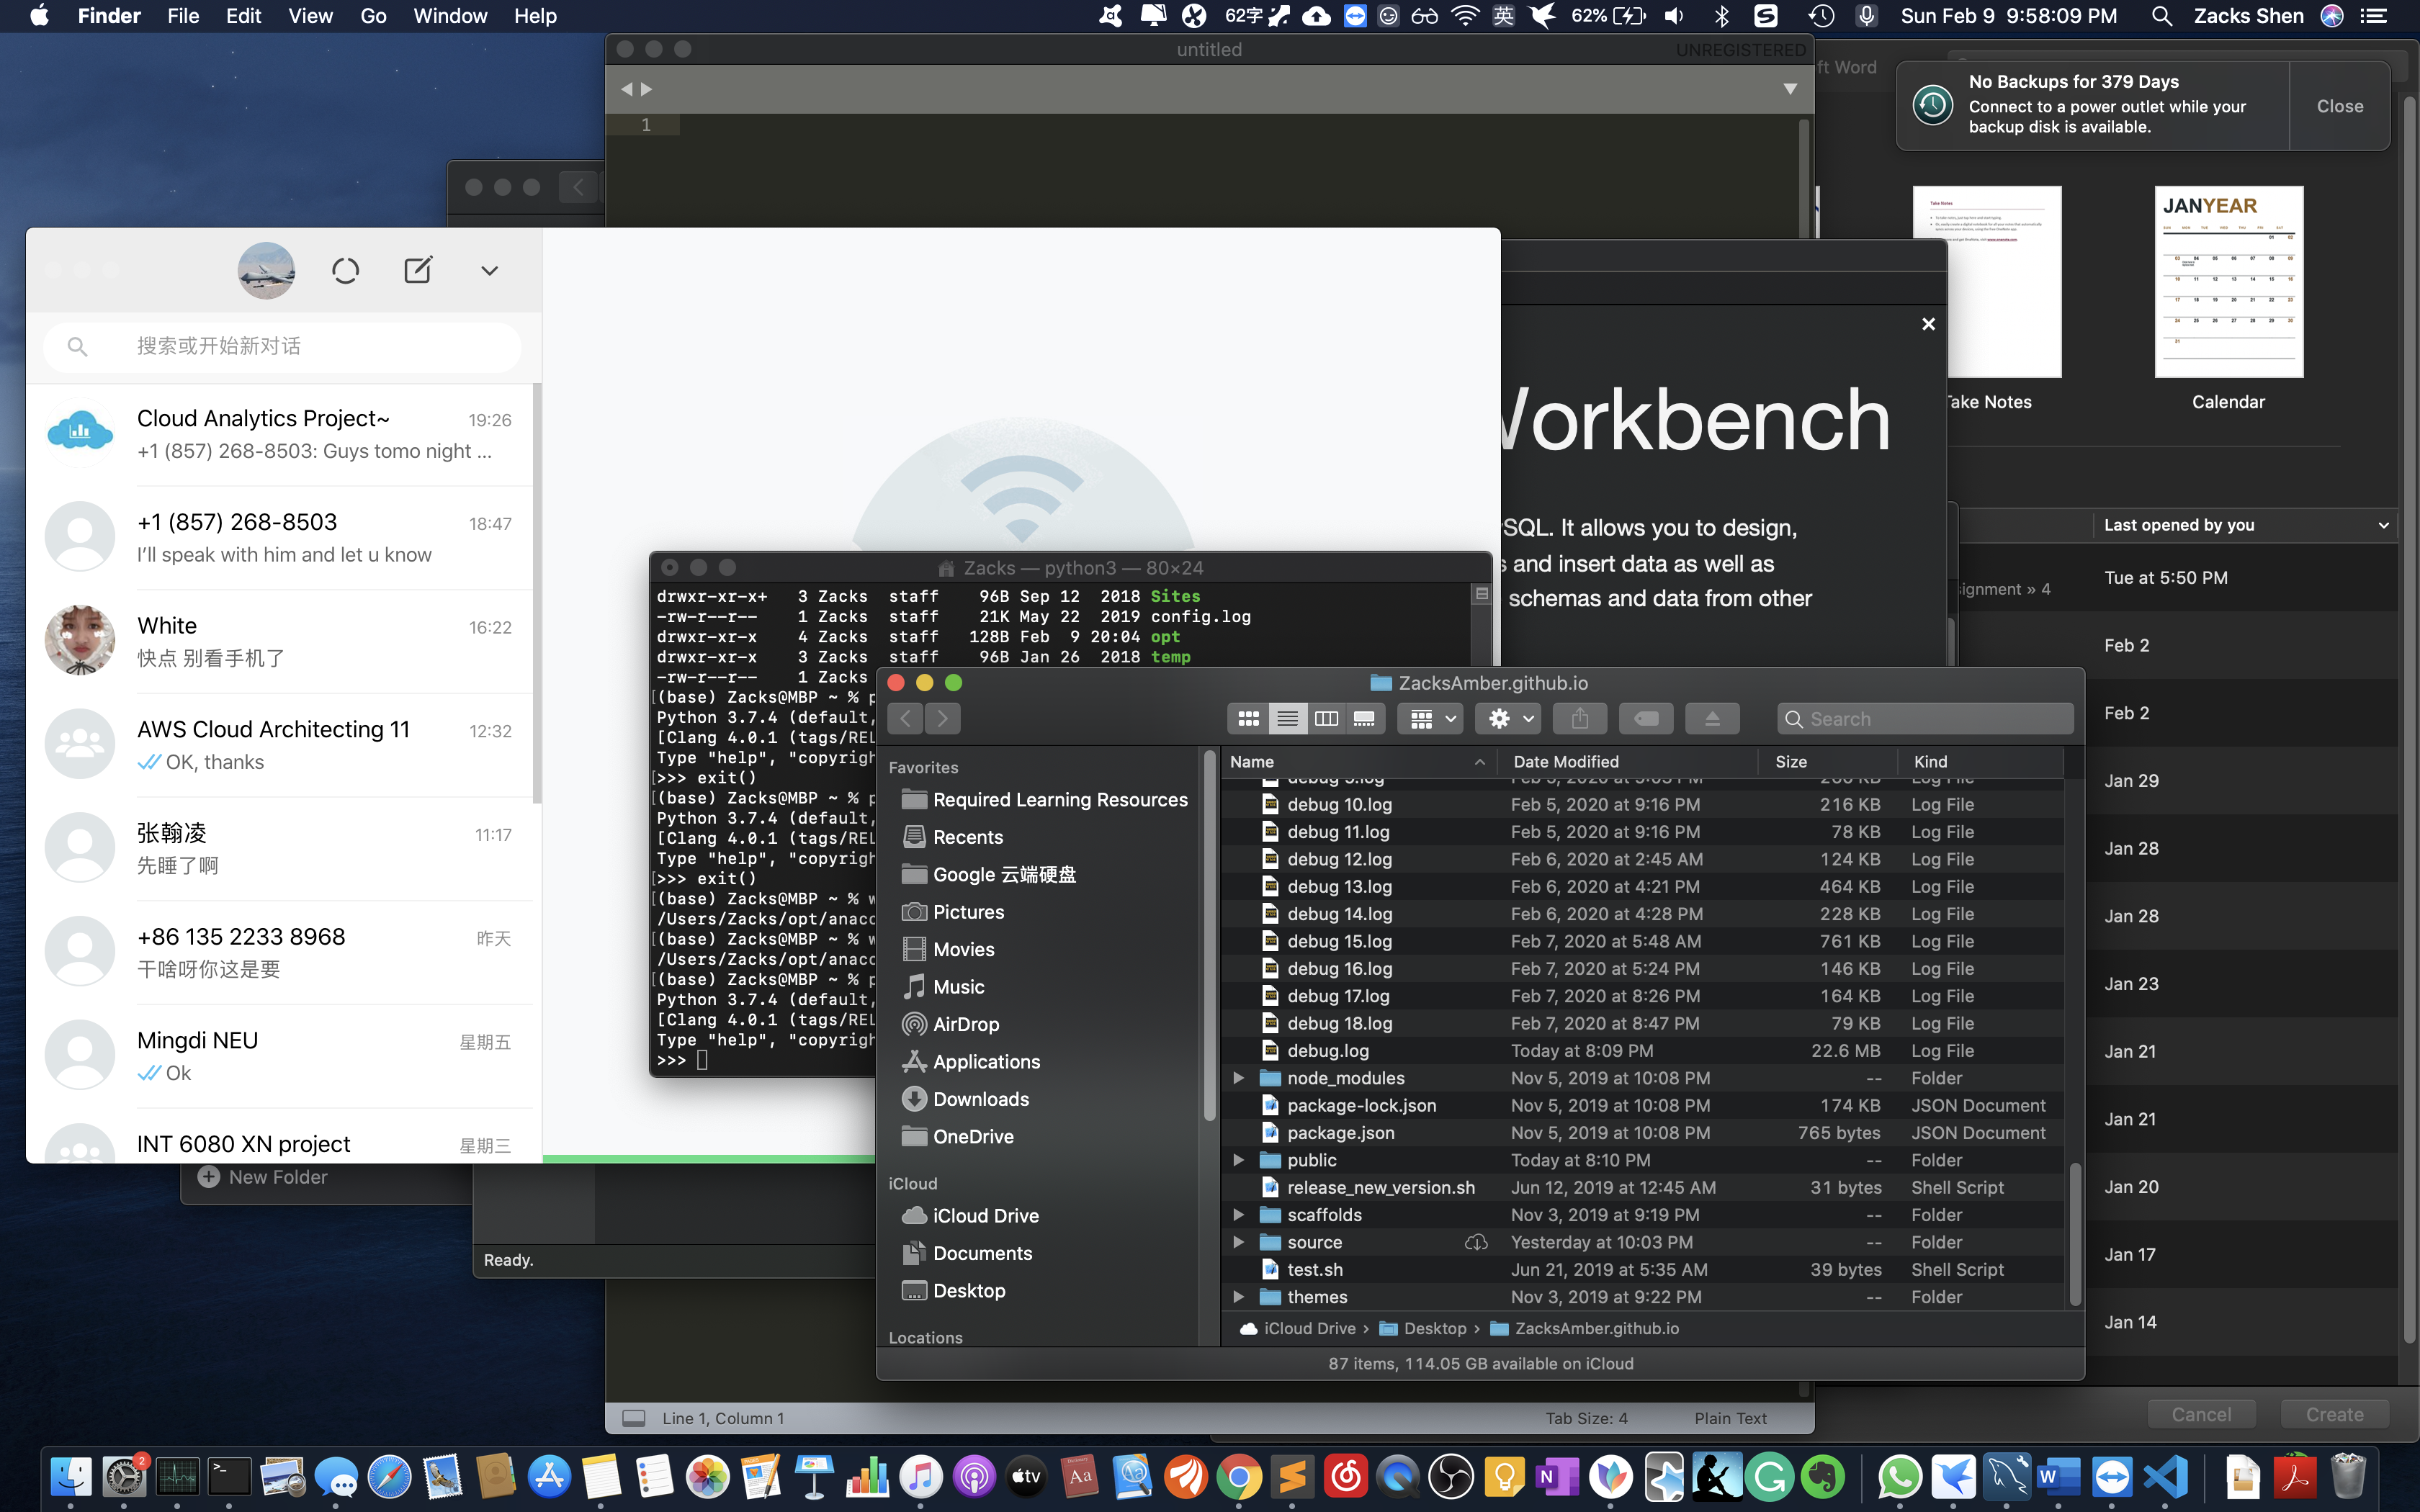 Finder File Edit View Go Window Help
62字
英
62%
Sun Feb 9 9:58:09 PM
Zacks Shen
untitled
UNREGISTERED
1
ft Word
No Backups for 379 Days
Connect to a power outlet while your
backup disk is available.
Close
Take Notes
JANYEAR
Take Notes
Calendar
搜索或开始新对话
Cloud Analytics Project~ 19:26
+1 (857) 268-8503: Guys tomo night ...
+1 (857) 268-8503 18:47
I'll speak with him and let u know
White 16:22
快点 别看手机了
AWS Cloud Architecting 11 12:32
OK, thanks
张翰凌 11:17
先睡了啊
+86 135 2233 8968 昨天
干啥呀你这是要
Mingdi NEU 星期五
Ok
INT 6080 XN project 星期三
New Folder
Ready.
Workbench
SQL. It allows you to design,
s and insert data as well as
schemas and data from other
Last opened by you
Tue at 5:50 PM
signment » 4
Feb 2
Feb 2
Jan 29
Jan 28
Jan 28
Jan 23
Jan 21
Jan 21
Jan 20
Jan 17
Jan 14
Cancel
Create
Zacks — python3 — 80×24
drwxr-xr-x+ 3 Zacks staff 96B Sep 12 2018 Sites
-rw-r--r-- 1 Zacks staff 21K May 22 2019 config.log
drwxr-xr-x 4 Zacks staff 128B Feb 9 20:04 opt
drwxr-xr-x 3 Zacks staff 96B Jan 26 2018 temp
-rw-r--r-- 1 Zacks
[(base) Zacks@MBP ~ % p
Python 3.7.4 (default,
[Clang 4.0.1 (tags/REL
Type "help", "copyrigh
[>>> exit()
[(base) Zacks@MBP ~ % p
Python 3.7.4 (default,
[Clang 4.0.1 (tags/REL
Type "help", "copyrigh
[>>> exit()
[(base) Zacks@MBP ~ % w
/Users/Zacks/opt/anaco
[(base) Zacks@MBP ~ % w
/Users/Zacks/opt/anaco
[(base) Zacks@MBP ~ % p
Python 3.7.4 (default,
[Clang 4.0.1 (tags/REL
Type "help", "copyrigh
>>>
ZacksAmber.github.io
Search
Favorites
Required Learning Resources
Recents
Google 云端硬盘
Pictures
Movies
Music
AirDrop
Applications
Downloads
OneDrive
iCloud
iCloud Drive
Documents
Desktop
Locations
Name Date Modified Size Kind
debug 10.log Feb 5, 2020 at 9:16 PM 216 KB Log File
debug 11.log Feb 5, 2020 at 9:16 PM 78 KB Log File
debug 12.log Feb 6, 2020 at 2:45 AM 124 KB Log File
debug 13.log Feb 6, 2020 at 4:21 PM 464 KB Log File
debug 14.log Feb 6, 2020 at 4:28 PM 228 KB Log File
debug 15.log Feb 7, 2020 at 5:48 AM 761 KB Log File
debug 16.log Feb 7, 2020 at 5:24 PM 146 KB Log File
debug 17.log Feb 7, 2020 at 8:26 PM 164 KB Log File
debug 18.log Feb 7, 2020 at 8:47 PM 79 KB Log File
debug.log Today at 8:09 PM 22.6 MB Log File
node_modules Nov 5, 2019 at 10:08 PM -- Folder
package-lock.json Nov 5, 2019 at 10:08 PM 174 KB JSON Document
package.json Nov 5, 2019 at 10:08 PM 765 bytes JSON Document
public Today at 8:10 PM -- Folder
release_new_version.sh Jun 12, 2019 at 12:45 AM 31 bytes Shell Script
scaffolds Nov 3, 2019 at 9:19 PM -- Folder
source Yesterday at 10:03 PM -- Folder
test.sh Jun 21, 2019 at 5:35 AM 39 bytes Shell Script
themes Nov 3, 2019 at 9:22 PM -- Folder
iCloud Drive › Desktop › ZacksAmber.github.io
87 items, 114.05 GB available on iCloud
Line 1, Column 1
Tab Size: 4
Plain Text
2
tv
Aa
N
W